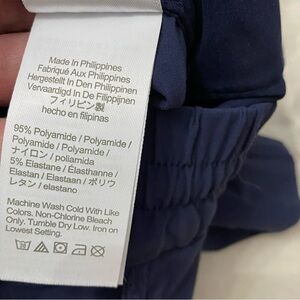 Made In Philippines
Fabriqué Aux Philippines
Hergestellt In Den Philippinen
Vervaardigd In De Filippijnen
フィリピン製
hecho en filipinas
95% Polyamide / Polyamide /
Polyamid / Polyamide /
ナイロン / poliamida
5% Elastane / Élasthanne /
Elastan / Elastaan / ポリウ
レタン / elastano
Machine Wash Cold With Like
Colors. Non-Chlorine Bleach
Only. Tumble Dry Low. Iron on
Lowest Setting.